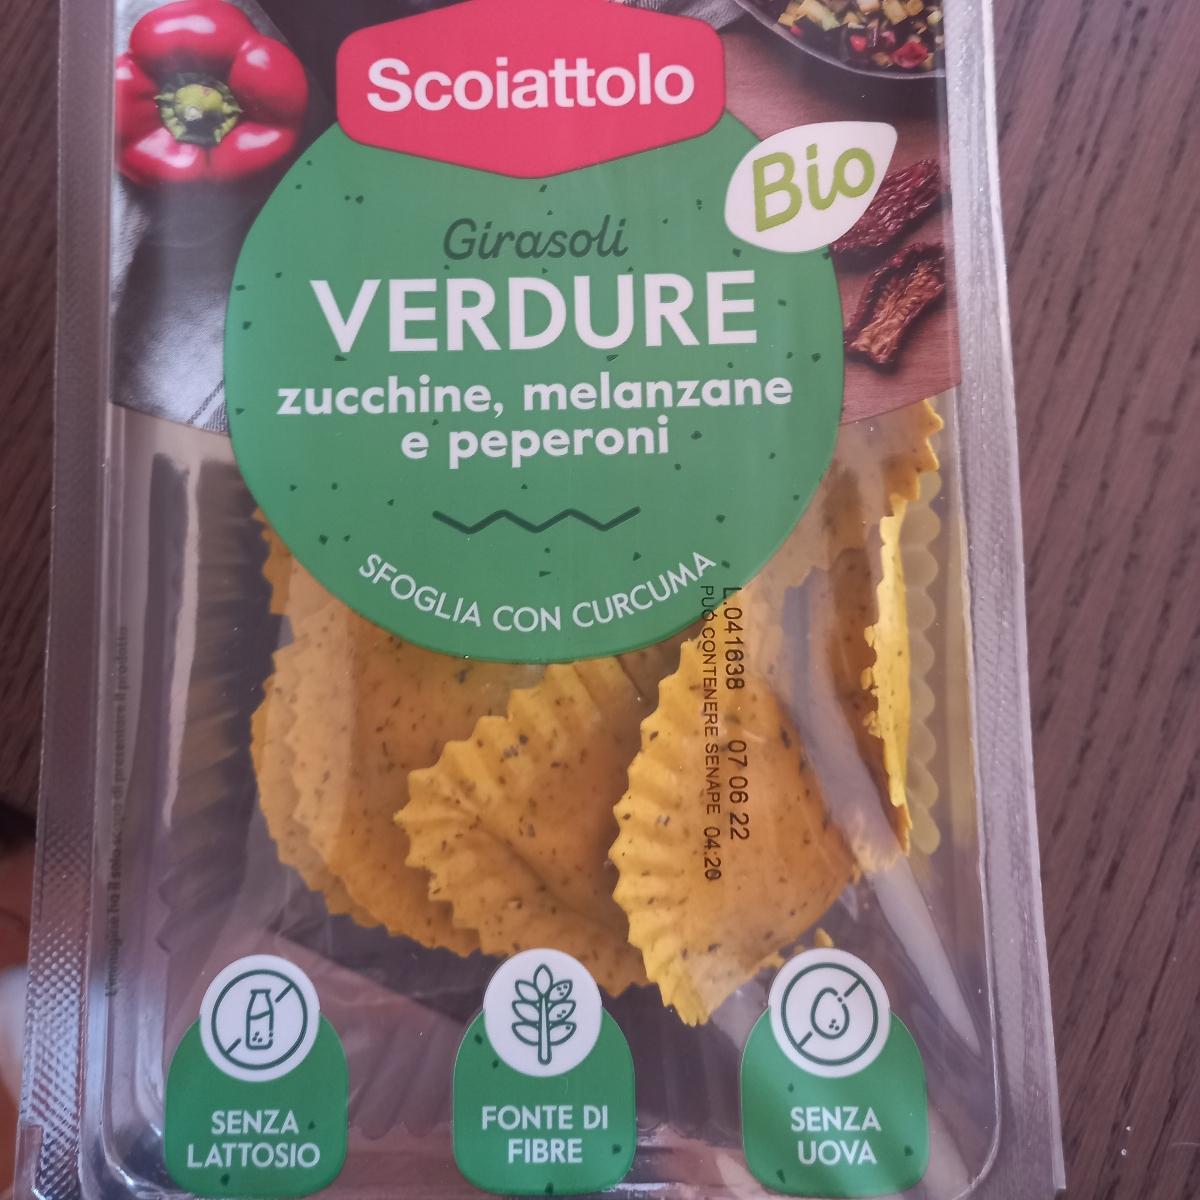 Scoiattolo
Bio
Girasoli
VERDURE
zucchine, melanzane
e peperoni
SFOGLIA CON CURCUMA
L.041638 07 06 22
PUÒ CONTENERE SENAPE 04:20
SENZA
LATTOSIO
FONTE DI
FIBRE
SENZA
UOVA